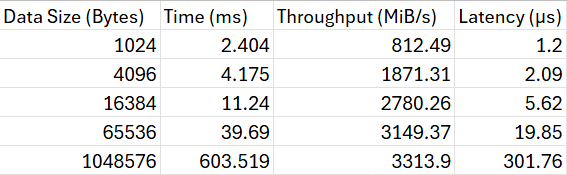 Data Size (Bytes) Time (ms) Throughput (MiB/s) Latency (µs)
1024 2.404 812.49 1.2
4096 4.175 1871.31 2.09
16384 11.24 2780.26 5.62
65536 39.69 3149.37 19.85
1048576 603.519 3313.9 301.76